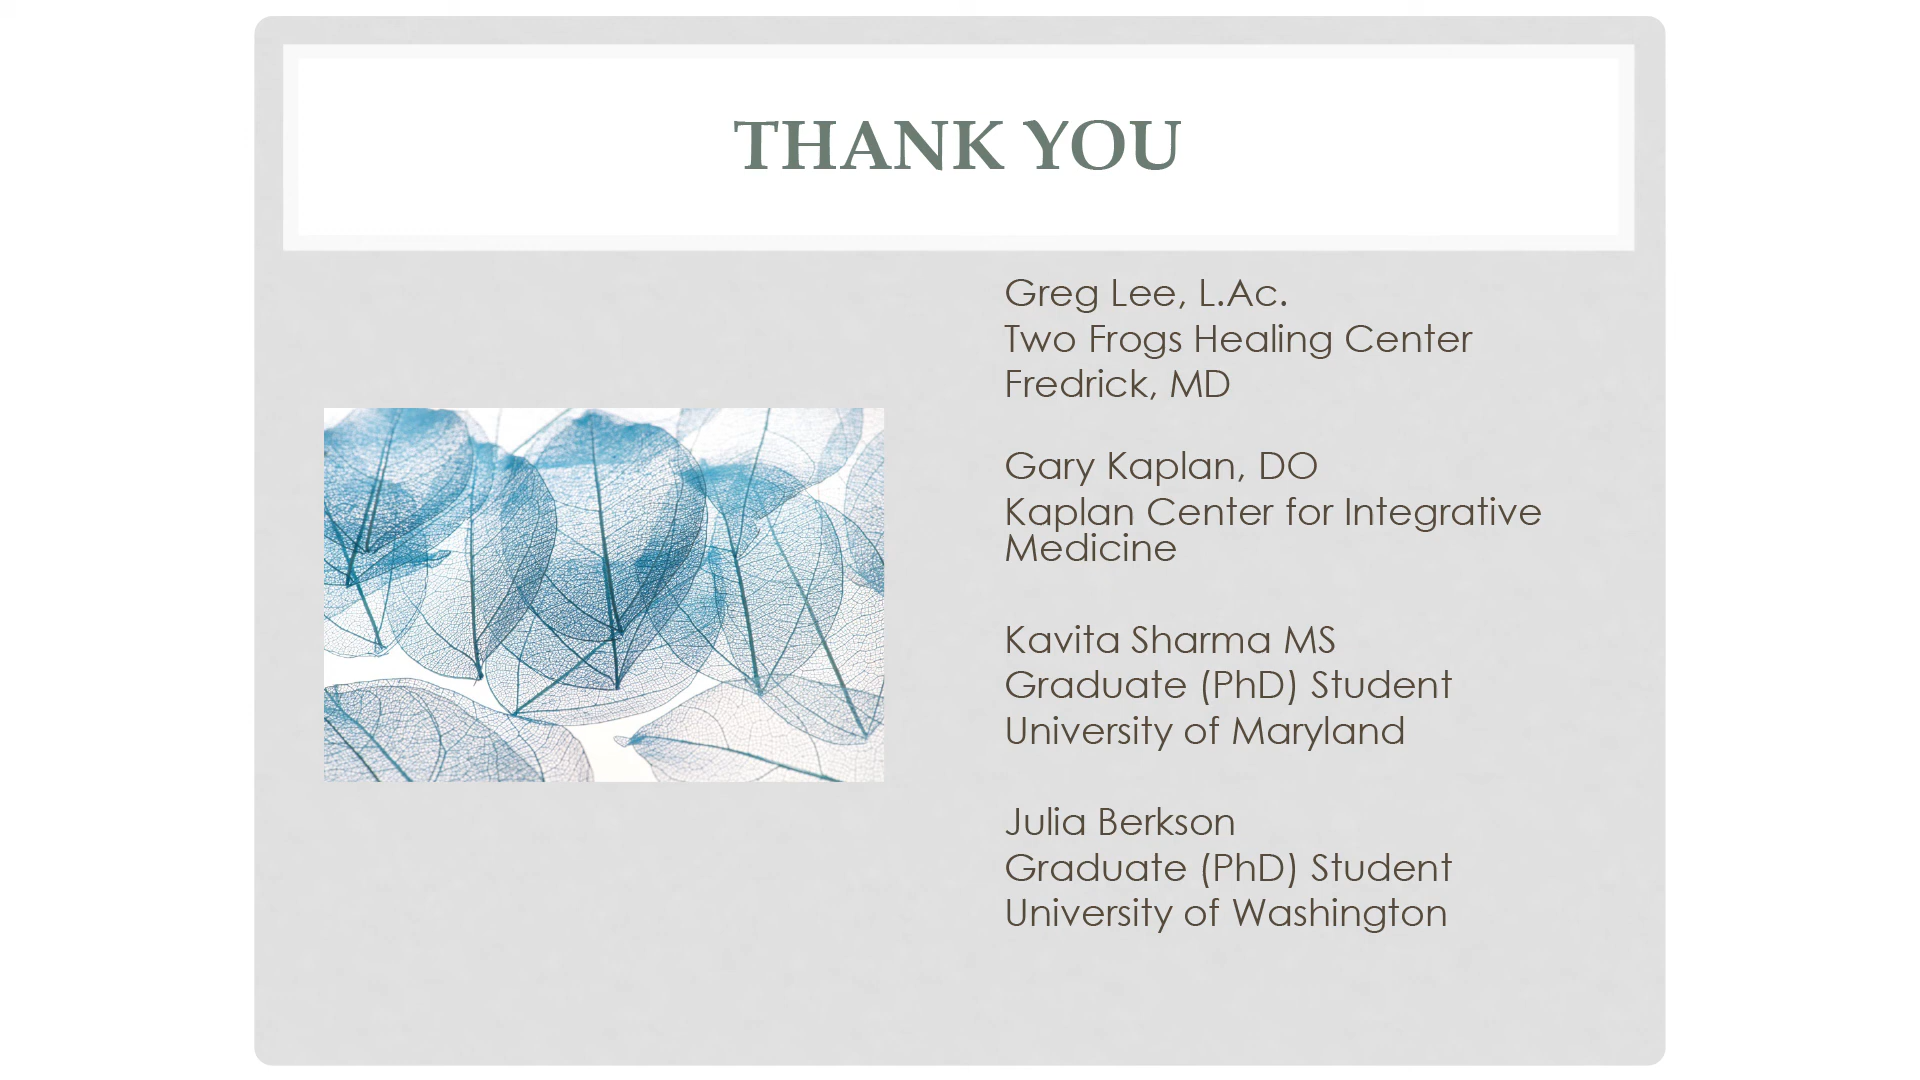 THANK YOU
Greg Lee, L.Ac.
Two Frogs Healing Center
Fredrick, MD
Gary Kaplan, DO
Kaplan Center for Integrative
Medicine
Kavita Sharma MS
Graduate (PhD) Student
University of Maryland
Julia Berkson
Graduate (PhD) Student
University of Washington